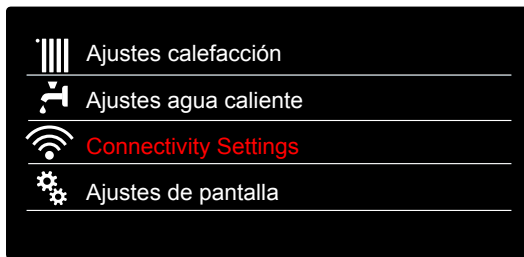 Ajustes calefacción
Ajustes agua caliente
Connectivity Settings
Ajustes de pantalla